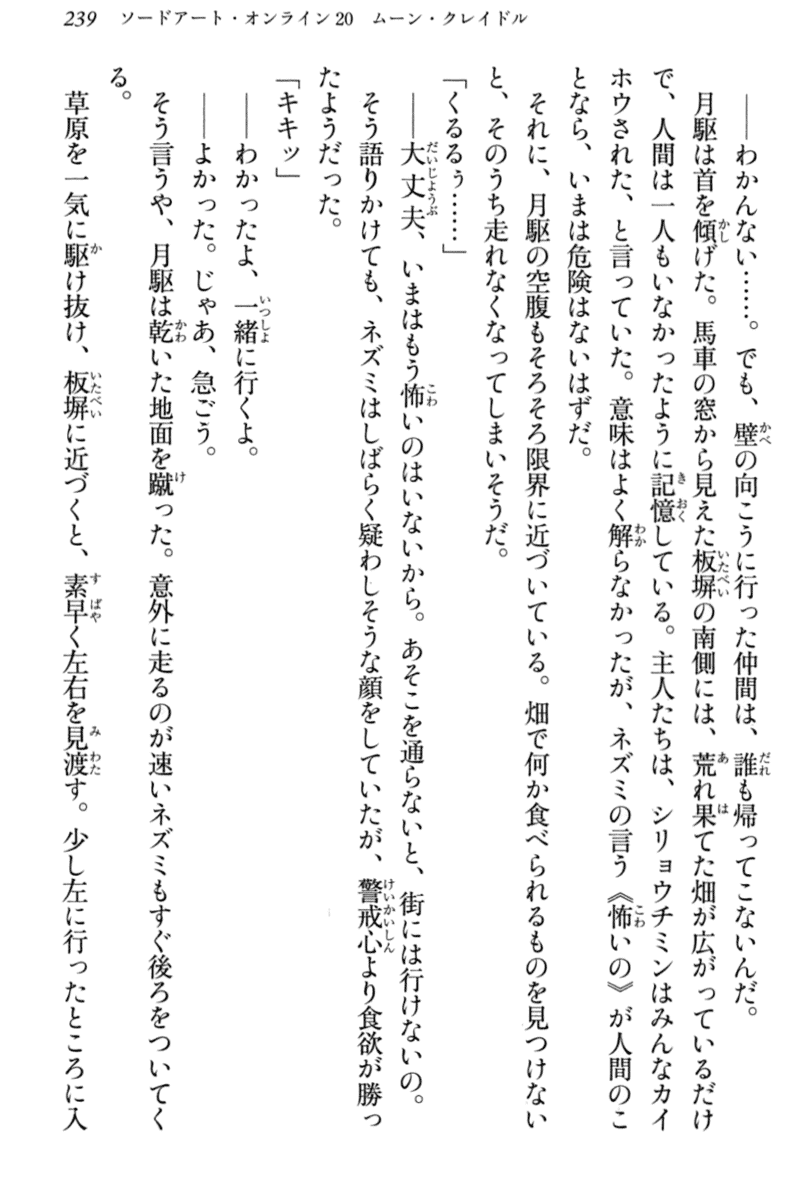 239 ソードアート・オンライン20 ムーン・クレイドル
――わかんない……。でも、壁の向こうに行った仲間は、誰も帰ってこないんだ。
月駆は首を傾げた。馬車の窓から見えた板塀の南側には、荒れ果てた畑が広がっているだけ
で、人間は一人もいなかったように記憶している。主人たちは、シリョウチミンはみんなカイ
ホウされた、と言っていた。意味はよく解らなかったが、ネズミの言う《怖いの》が人間のこ
となら、いまは危険はないはずだ。
それに、月駆の空腹もそろそろ限界に近づいている。畑で何か食べられるものを見つけない
と、そのうち走れなくなってしまいそうだ。
「くるるぅ……」
――大丈夫、いまはもう怖いのはいないから。あそこを通らないと、街には行けないの。
そう語りかけても、ネズミはしばらく疑わしそうな顔をしていたが、警戒心より食欲が勝っ
たようだった。
「キキッ」
――わかったよ、一緒に行くよ。
――よかった。じゃあ、急ごう。
そう言うや、月駆は乾いた地面を蹴った。意外に走るのが速いネズミもすぐ後ろをついてく
る。
草原を一気に駆け抜け、板塀に近づくと、素早く左右を見渡す。少し左に行ったところに入